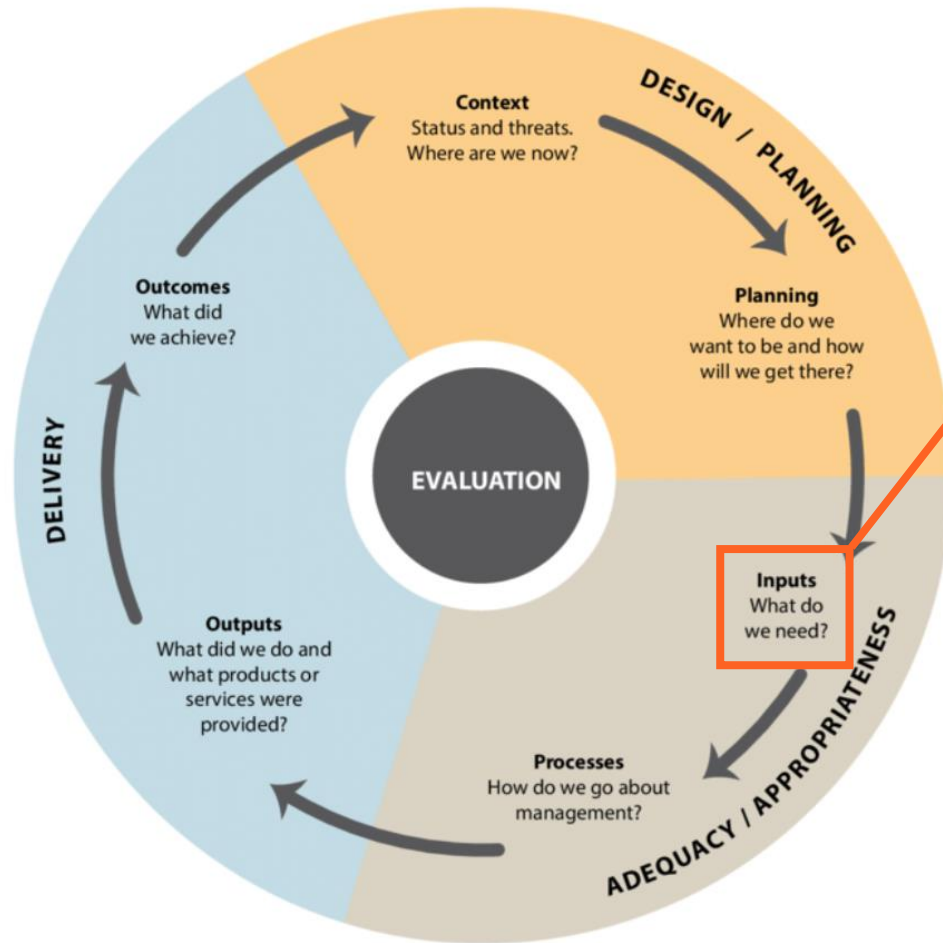 DESIGN / PLANNING
Context
Status and threats.
Where are we now?
Planning
Where do we
want to be and how
will we get there?
Inputs
What do
we need?
ADEQUACY / APPROPRIATENESS
Processes
How do we go about
management?
Outputs
What did we do and
what products or
services were
provided?
DELIVERY
Outcomes
What did
we achieve?
EVALUATION